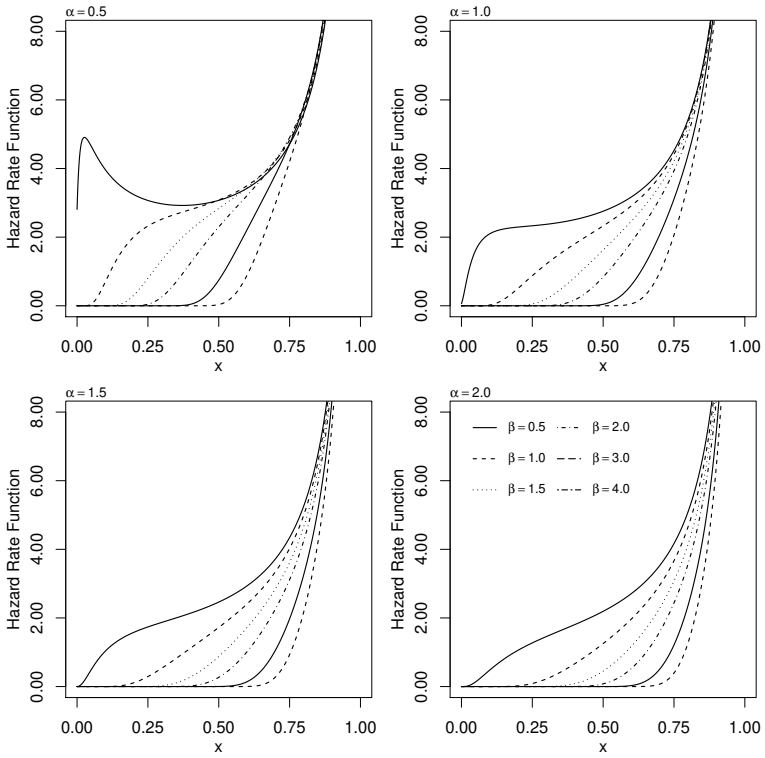 α = 0.5
Hazard Rate Function
8.00
6.00
4.00
2.00
0.00
0.00 0.25 0.50 0.75 1.00
x
α = 1.0
Hazard Rate Function
8.00
6.00
4.00
2.00
0.00
0.00 0.25 0.50 0.75 1.00
x
α = 1.5
Hazard Rate Function
8.00
6.00
4.00
2.00
0.00
0.00 0.25 0.50 0.75 1.00
x
α = 2.0
Hazard Rate Function
8.00
6.00
4.00
2.00
0.00
β = 0.5 β = 2.0
β = 1.0 β = 3.0
β = 1.5 β = 4.0
0.00 0.25 0.50 0.75 1.00
x